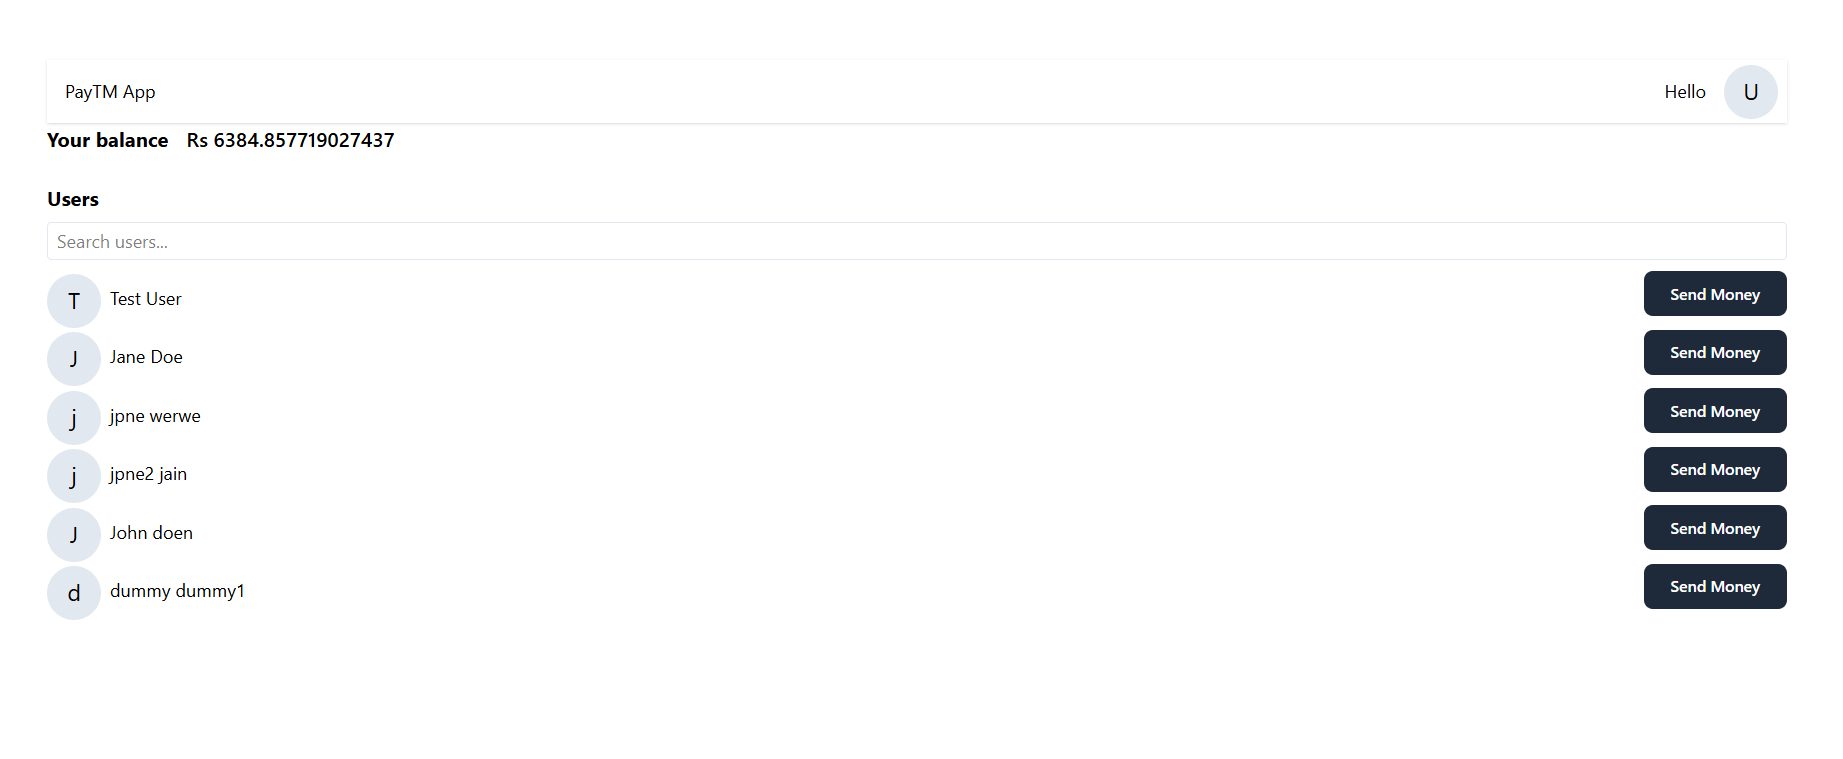 PayTM App Hello U
Your balance Rs 6384.857719027437
Users
Search users...
T Test User Send Money
J Jane Doe Send Money
j jpne werwe Send Money
j jpne2 jain Send Money
J John doen Send Money
d dummy dummy1 Send Money